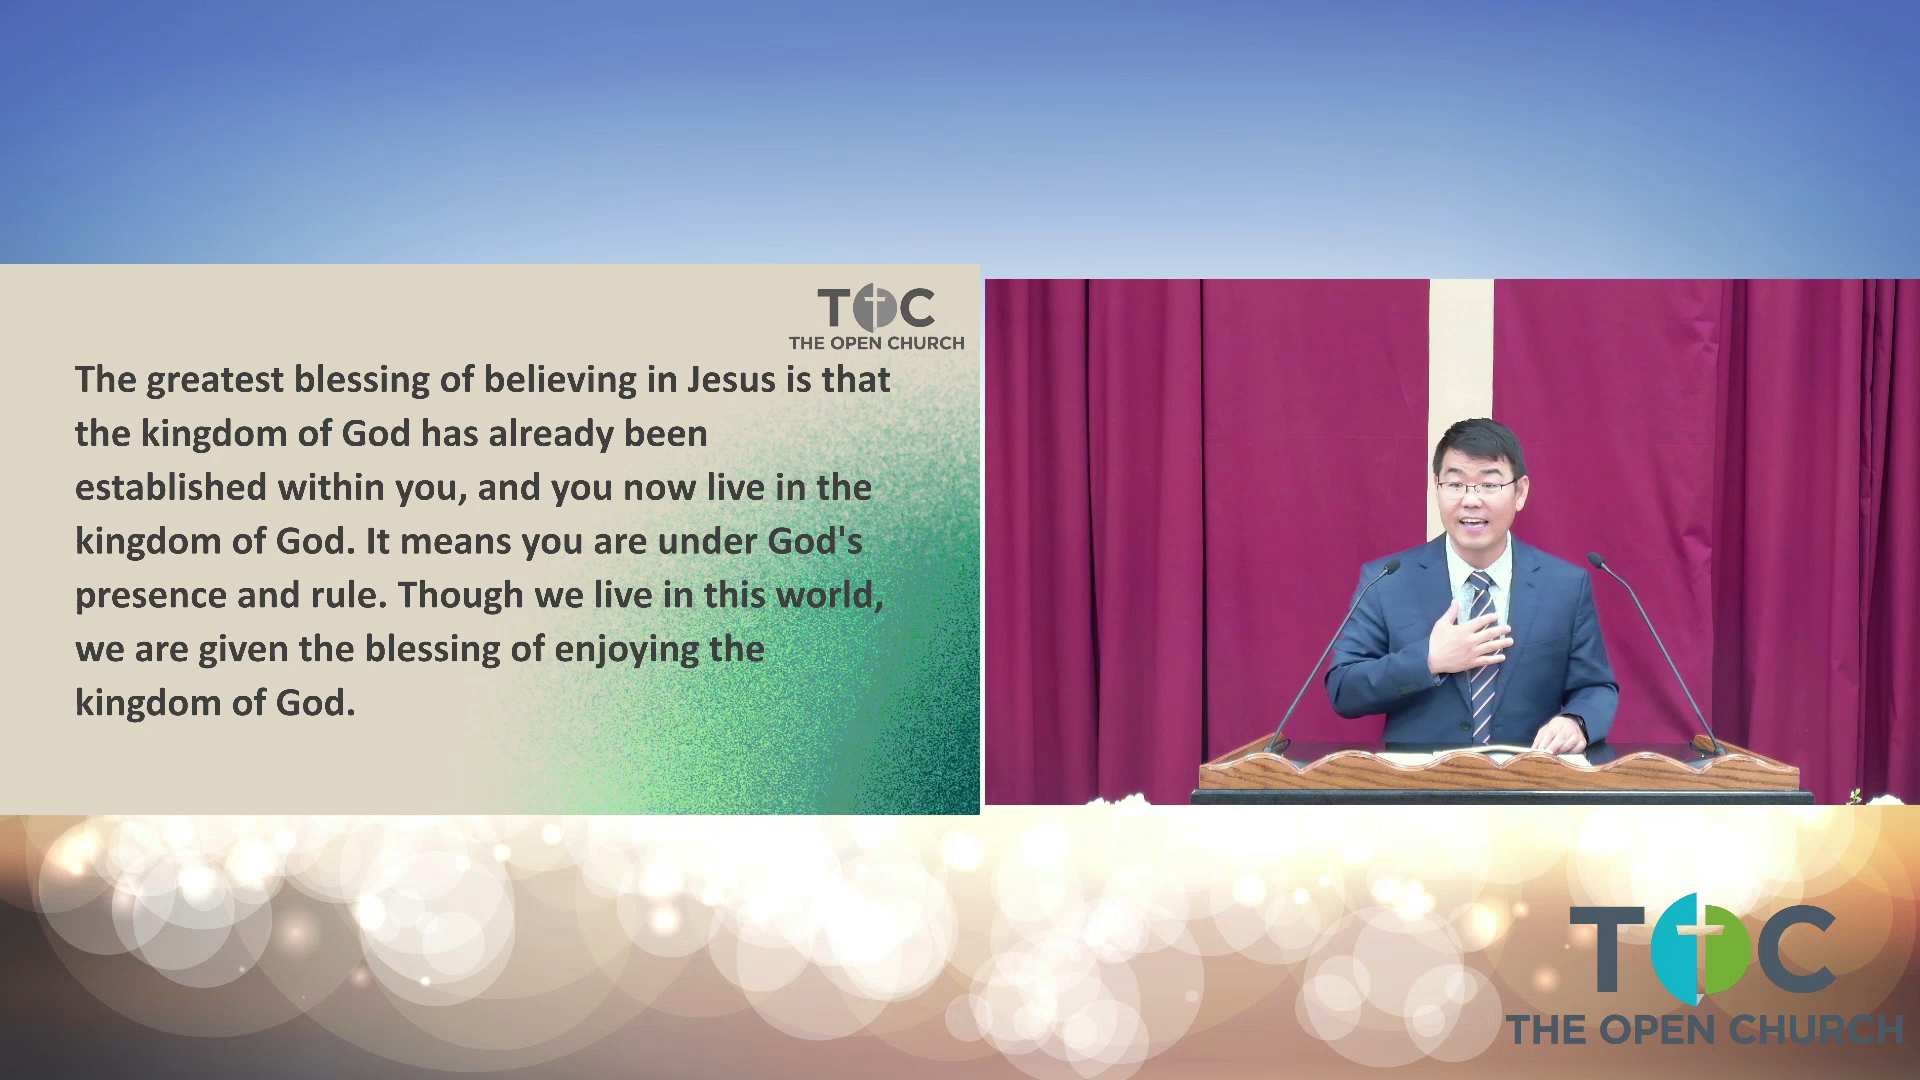 TOC
THE OPEN CHURCH
The greatest blessing of believing in Jesus is that
the kingdom of God has already been
established within you, and you now live in the
kingdom of God. It means you are under God's
presence and rule. Though we live in this world,
we are given the blessing of enjoying the
kingdom of God.
TOC
THE OPEN CHURCH